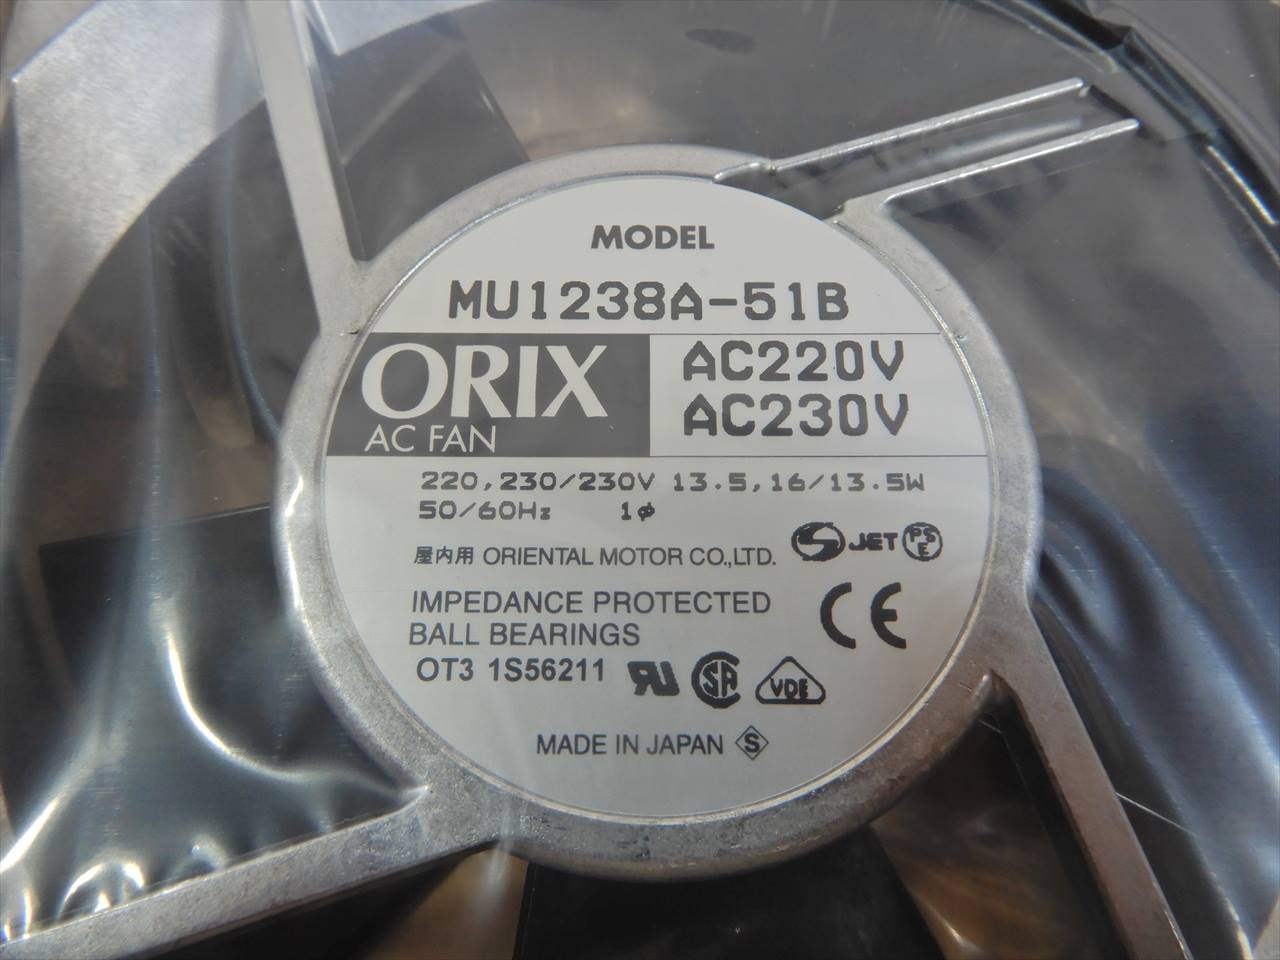 MODEL
MU1238A-51B
ORIX
AC FAN
AC220V
AC230V
220,230/230V 13.5,16/13.5W
50/60Hz 1ϕ
屋内用 ORIENTAL MOTOR CO.,LTD.
S JET PSE
IMPEDANCE PROTECTED
BALL BEARINGS
CE
OT3 1S56211 RU SA VDE
MADE IN JAPAN S